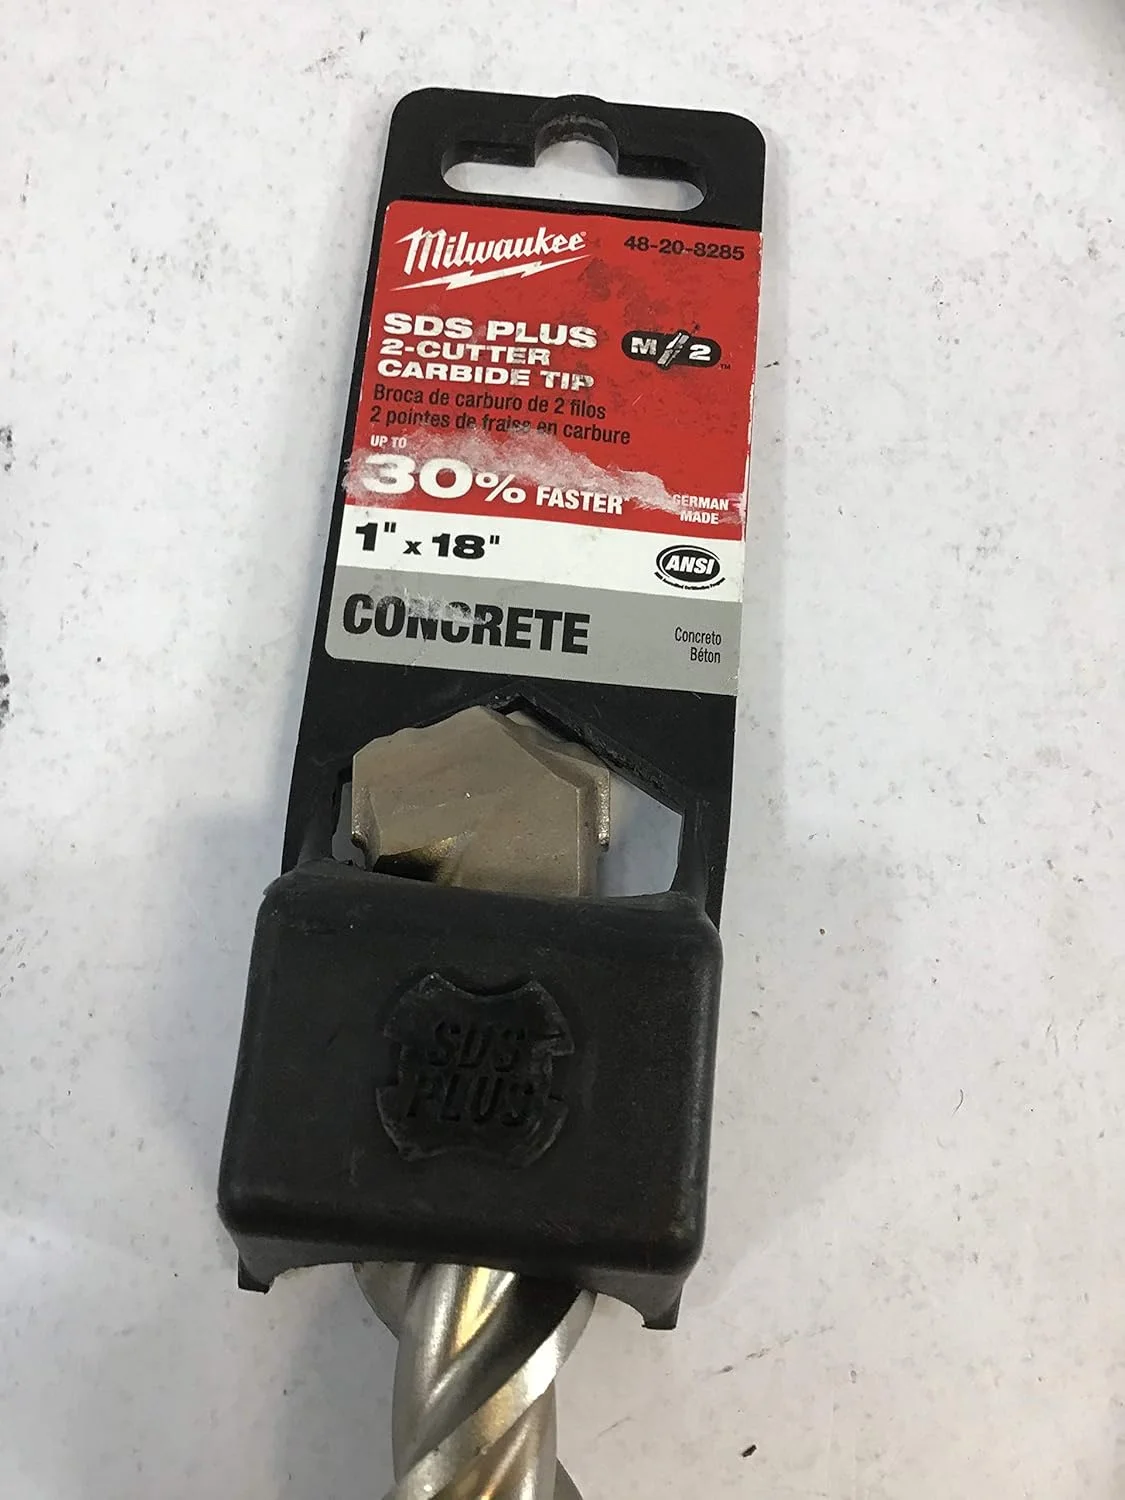 Milwaukee
48-20-8285
SDS PLUS
2-CUTTER
CARBIDE TIP
M 2
Broca de carburo de 2 filos
2 pointes de fraise en carbure
UP TO
30% FASTER*
GERMAN
MADE
1" x 18"
ANSI
CONCRETE
Concreto
Béton
SDS
PLUS